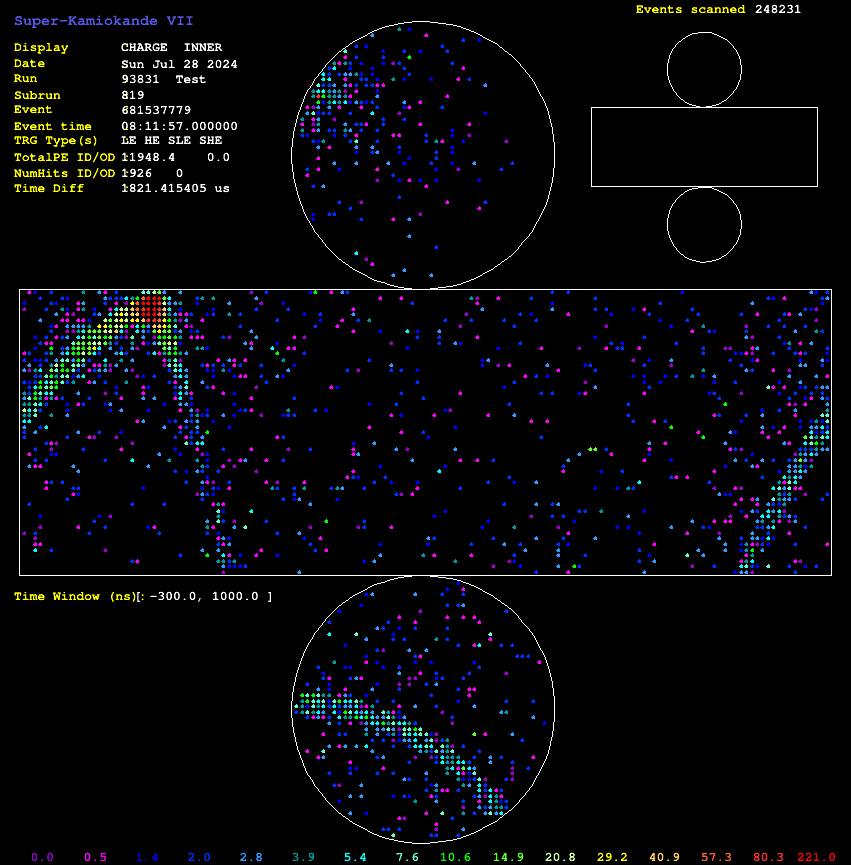 Super-Kamiokande VII
Events scanned 248231
Display CHARGE INNER
Date Sun Jul 28 2024
Run 93831 Test
Subrun 819
Event 681537779
Event time 08:11:57.000000
TRG Type(s) LE HE SLE SHE
TotalPE ID/OD 11948.4 0.0
NumHits ID/OD 1926 0
Time Diff 1821.415405 us
Time Window (ns)[: -300.0, 1000.0 ]
0.0 0.5 1.4 2.0 2.8 3.9 5.4 7.6 10.6 14.9 20.8 29.2 40.9 57.3 80.3 221.0